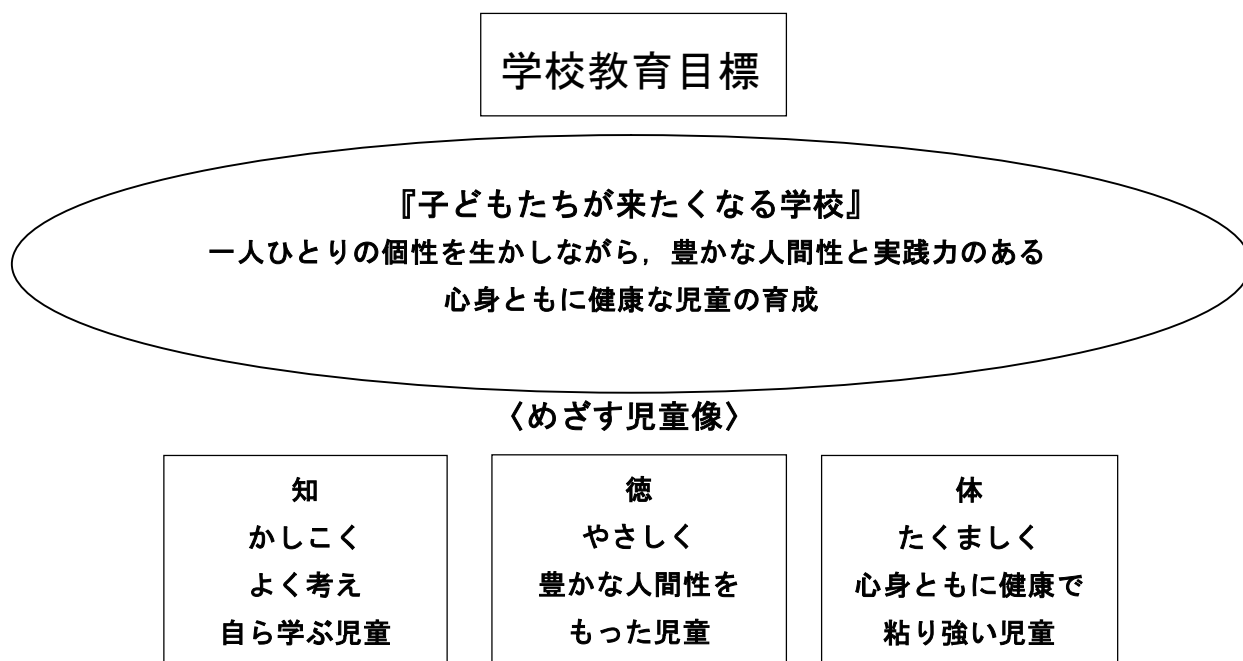 学校教育目標
『子どもたちが来たくなる学校』
一人ひとりの個性を生かしながら，豊かな人間性と実践力のある
心身ともに健康な児童の育成
〈めざす児童像〉
知
かしこく
よく考え
自ら学ぶ児童
徳
やさしく
豊かな人間性を
もった児童
体
たくましく
心身ともに健康で
粘り強い児童